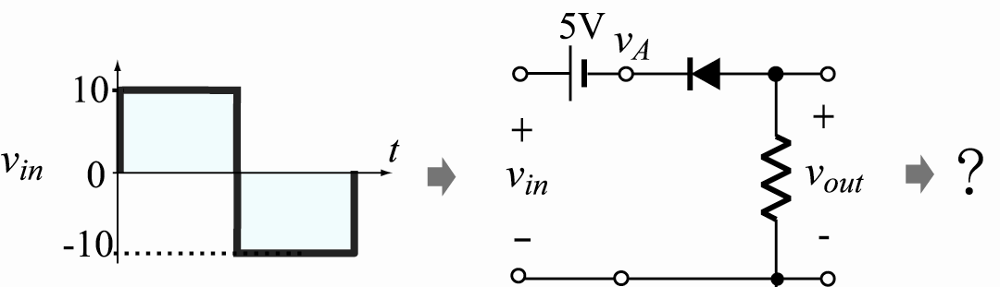 10
v_in
0
t
-10
5V
v_A
+
v_in
–
+
v_out
-
?